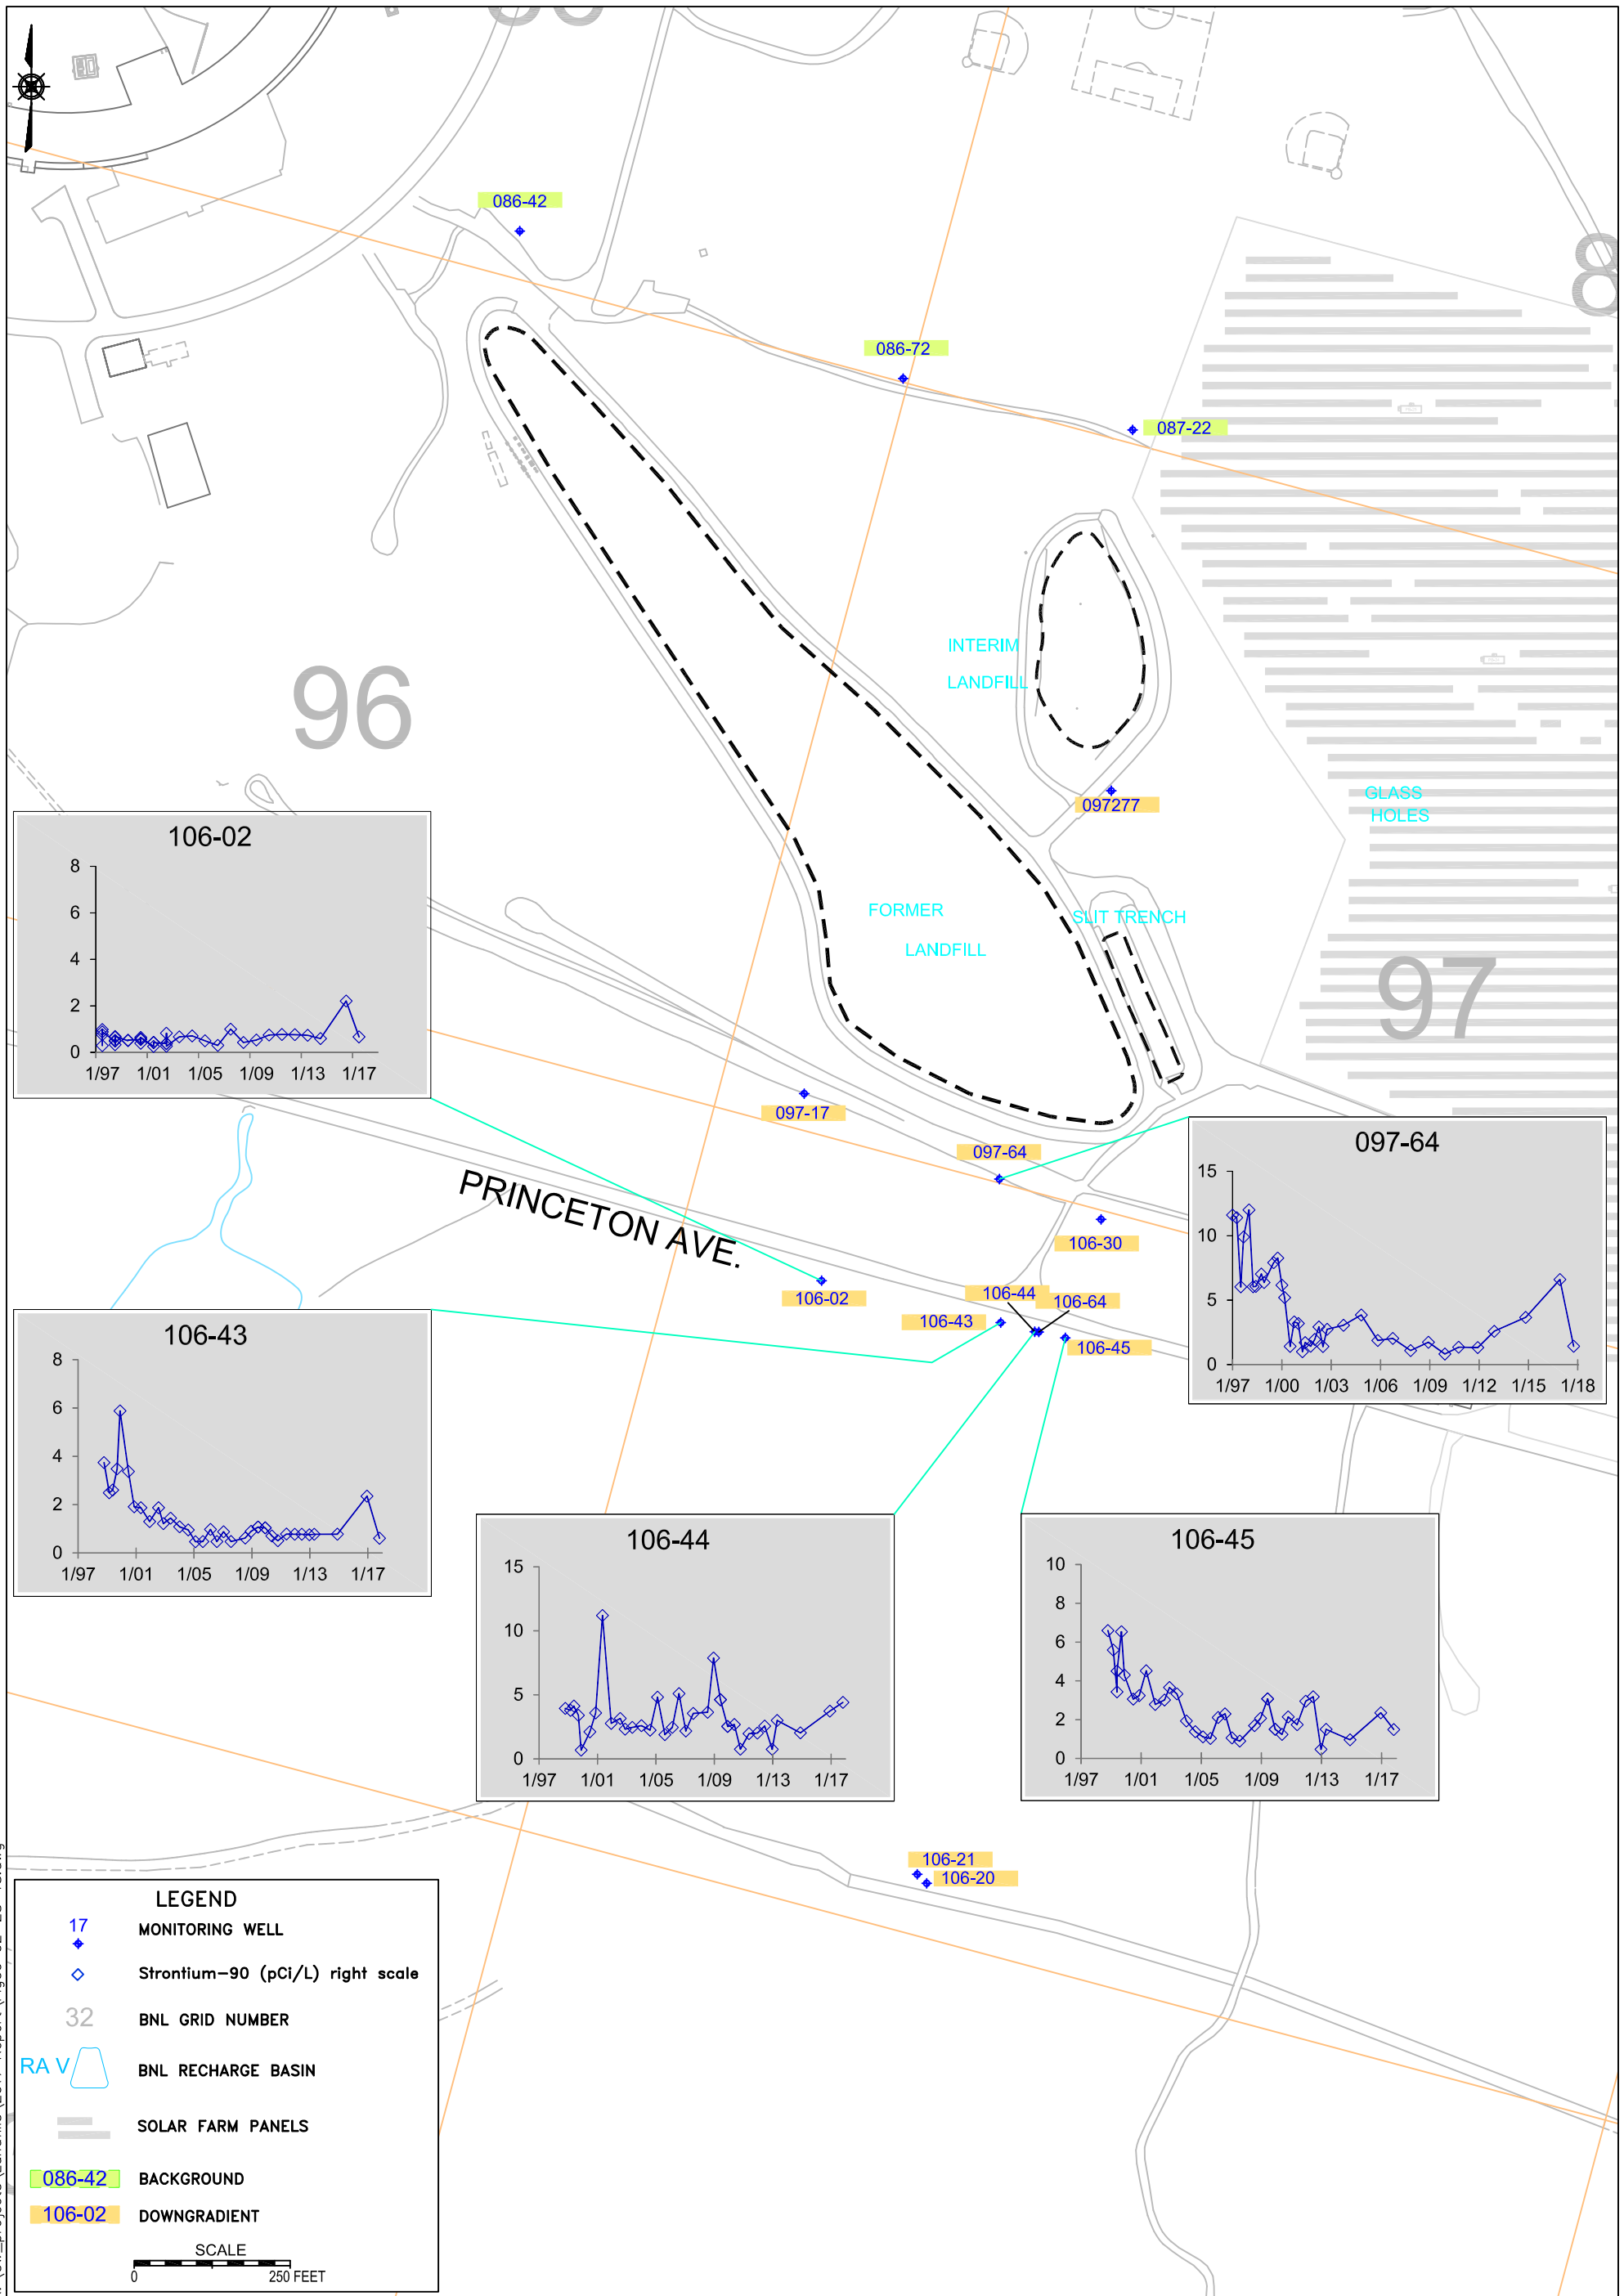 086-42
086-72
087-22
INTERIM
LANDFILL
96
097277
GLASS
HOLES
FORMER
LANDFILL
SLIT TRENCH
97
106-02
8
6
4
2
0
1/97 1/01 1/05 1/09 1/13 1/17
097-17
097-64
PRINCETON AVE.
106-30
106-02
106-44
106-64
106-43
106-45
097-64
15
10
5
0
1/97 1/00 1/03 1/06 1/09 1/12 1/15 1/18
106-43
8
6
4
2
0
1/97 1/01 1/05 1/09 1/13 1/17
106-44
15
10
5
0
1/97 1/01 1/05 1/09 1/13 1/17
106-45
10
8
6
4
2
0
1/97 1/01 1/05 1/09 1/13 1/17
106-21
106-20
LEGEND
17 MONITORING WELL
Strontium-90 (pCi/L) right scale
32 BNL GRID NUMBER
RA V BNL RECHARGE BASIN
SOLAR FARM PANELS
086-42 BACKGROUND
106-02 DOWNGRADIENT
SCALE
0 250 FEET